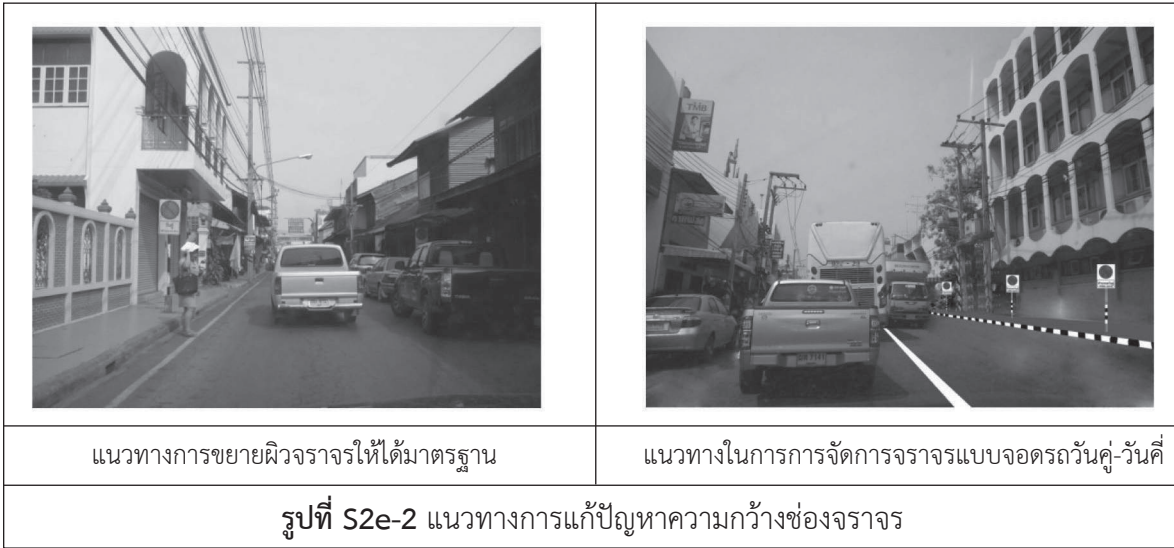 TMB
แนวทางการขยายผิวจราจรให้ได้มาตรฐาน
แนวทางในการการจัดการจราจรแบบจอดรถวันคู่-วันคี่
รูปที่ S2e-2 แนวทางการแก้ปัญหาความกว้างช่องจราจร